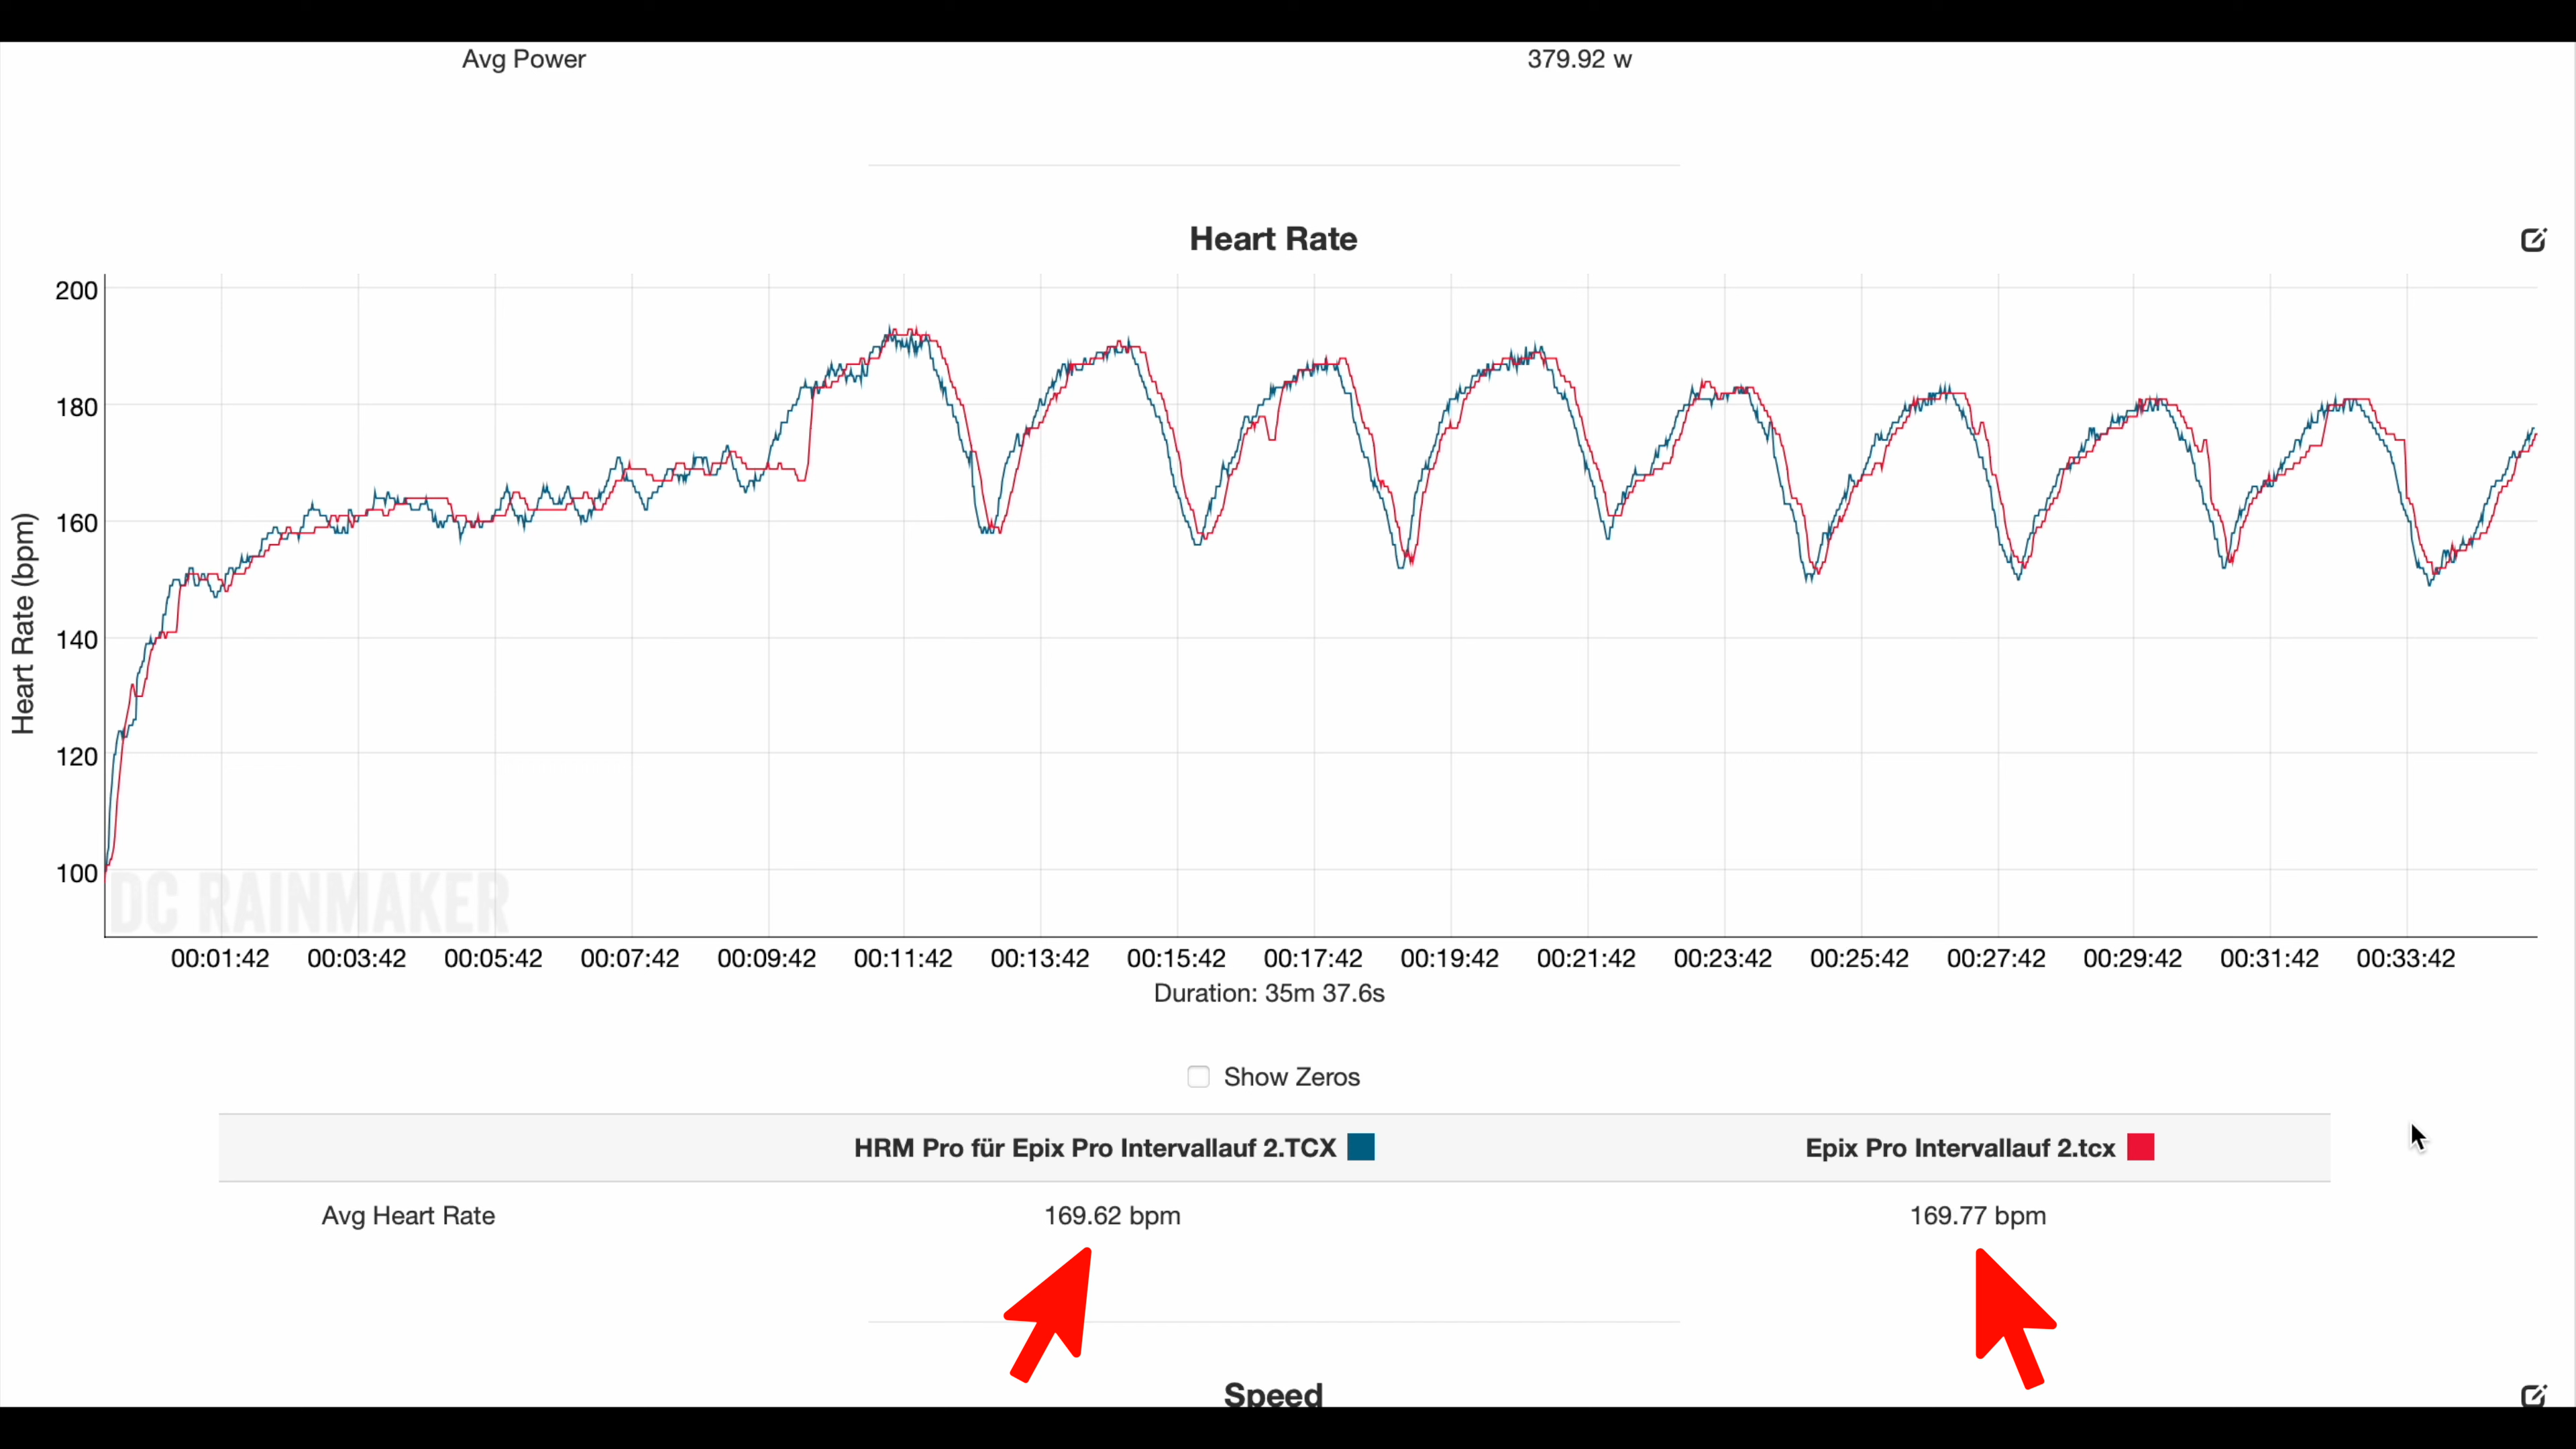 Avg Power 379.92 w
Heart Rate
Heart Rate (bpm)
200
180
160
140
120
100
DC RAINMAKER
00:01:42 00:03:42 00:05:42 00:07:42 00:09:42 00:11:42 00:13:42 00:15:42 00:17:42 00:19:42 00:21:42 00:23:42 00:25:42 00:27:42 00:29:42 00:31:42 00:33:42
Duration: 35m 37.6s
Show Zeros
HRM Pro für Epix Pro Intervallauf 2.TCX Epix Pro Intervallauf 2.tcx
Avg Heart Rate 169.62 bpm 169.77 bpm
Speed